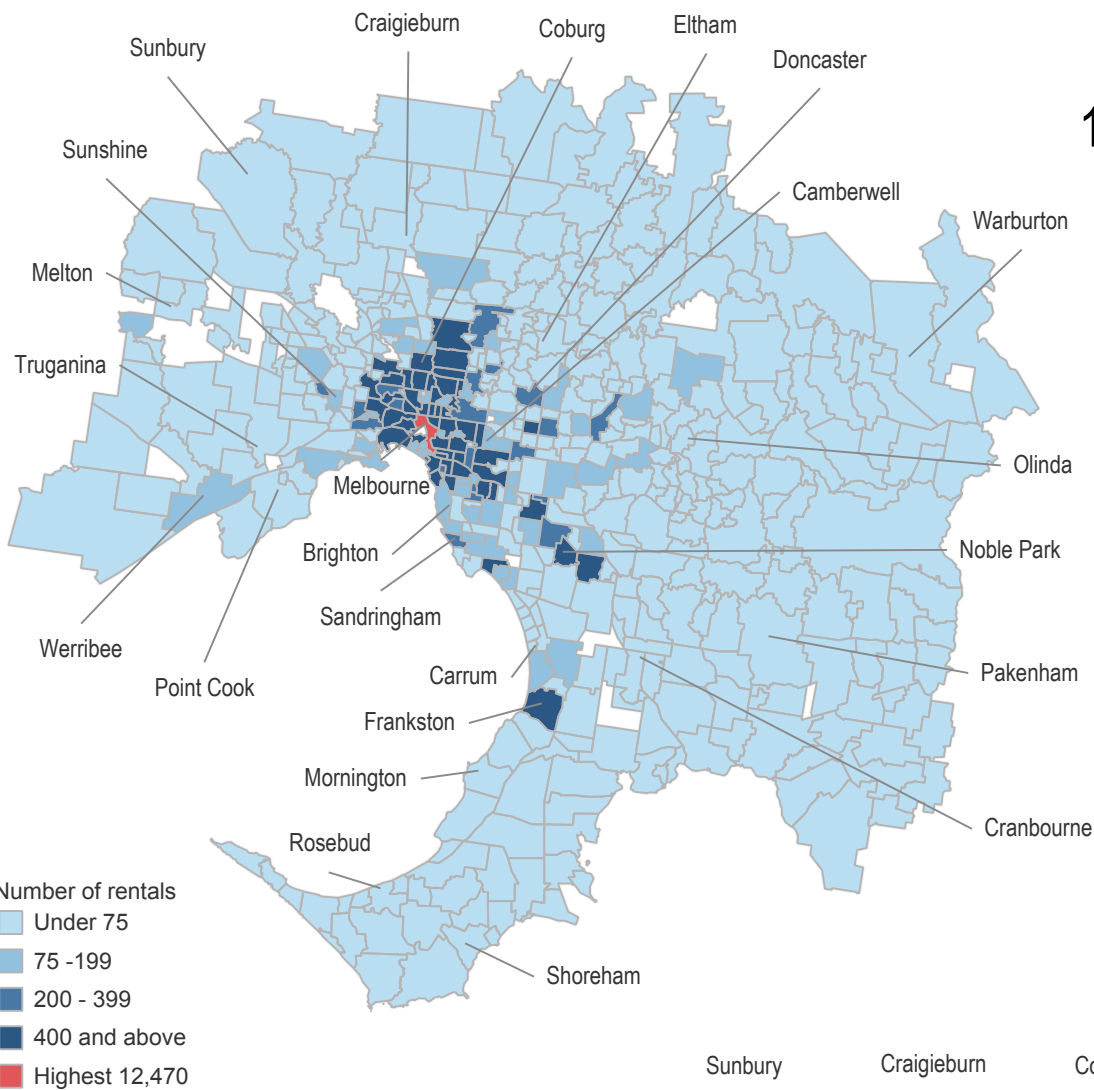 Craigieburn
Coburg
Eltham
Sunbury
Doncaster
1
Sunshine
Camberwell
Warburton
Melton
Truganina
Olinda
Melbourne
Brighton
Noble Park
Sandringham
Werribee
Carrum
Pakenham
Point Cook
Frankston
Mornington
Cranbourne
Rosebud
Number of rentals
Under 75
75 -199
200 - 399
400 and above
Highest 12,470
Shoreham
Sunbury
Craigieburn
Co